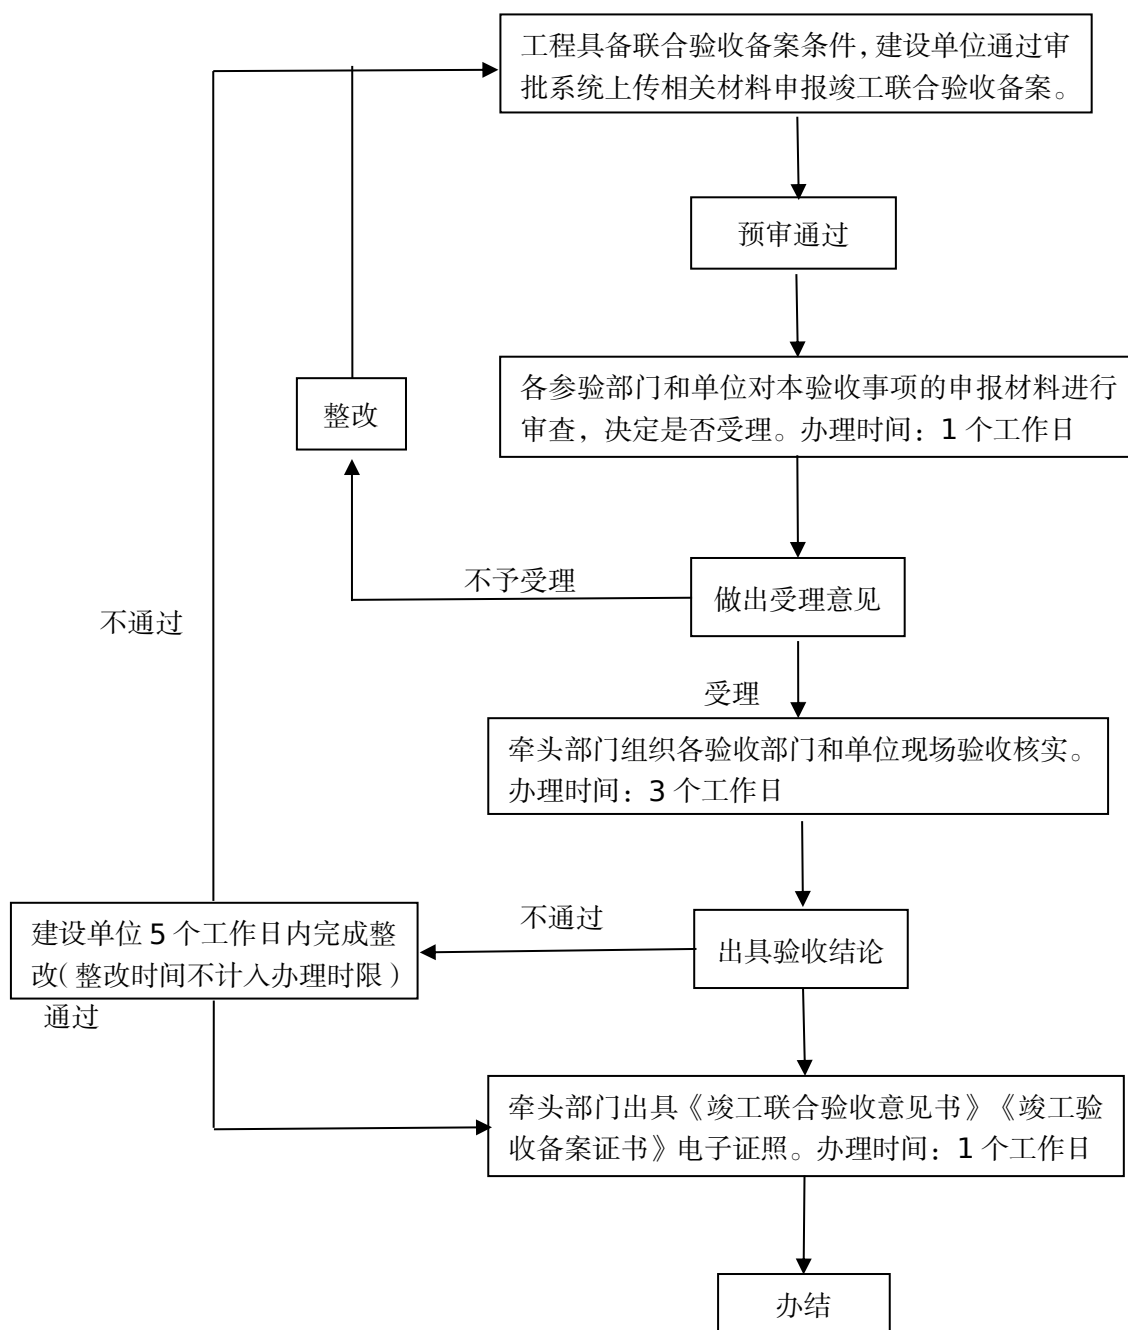 工程具备联合验收备案条件，建设单位通过审
批系统上传相关材料申报竣工联合验收备案。
预审通过
各参验部门和单位对本验收事项的申报材料进行
审查，决定是否受理。办理时间：1个工作日
整改
不予受理
做出受理意见
不通过
受理
牵头部门组织各验收部门和单位现场验收核实。
办理时间：3个工作日
不通过
出具验收结论
建设单位5个工作日内完成整
改（整改时间不计入办理时限）
通过
牵头部门出具《竣工联合验收意见书》《竣工验
收备案证书》电子证照。办理时间：1个工作日
办结